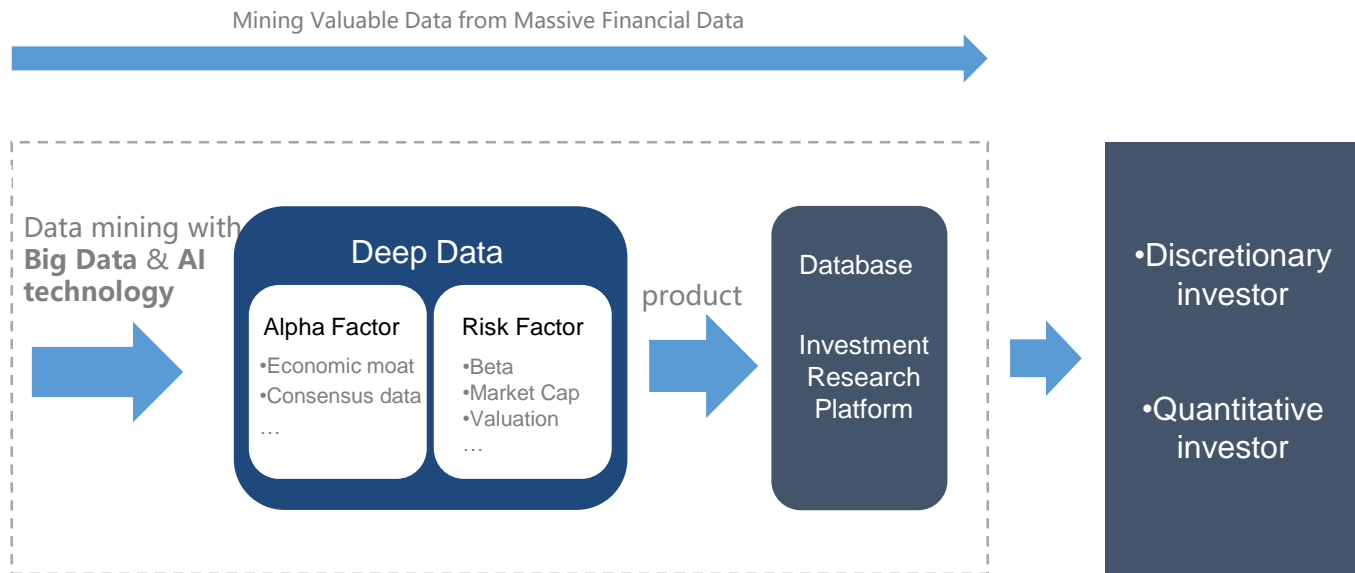 Mining Valuable Data from Massive Financial Data
Data mining with
Big Data & AI
technology
Deep Data
Alpha Factor
•Economic moat
•Consensus data
…
Risk Factor
•Beta
•Market Cap
•Valuation
…
product
Database
Investment
Research
Platform
•Discretionary
investor
•Quantitative
investor